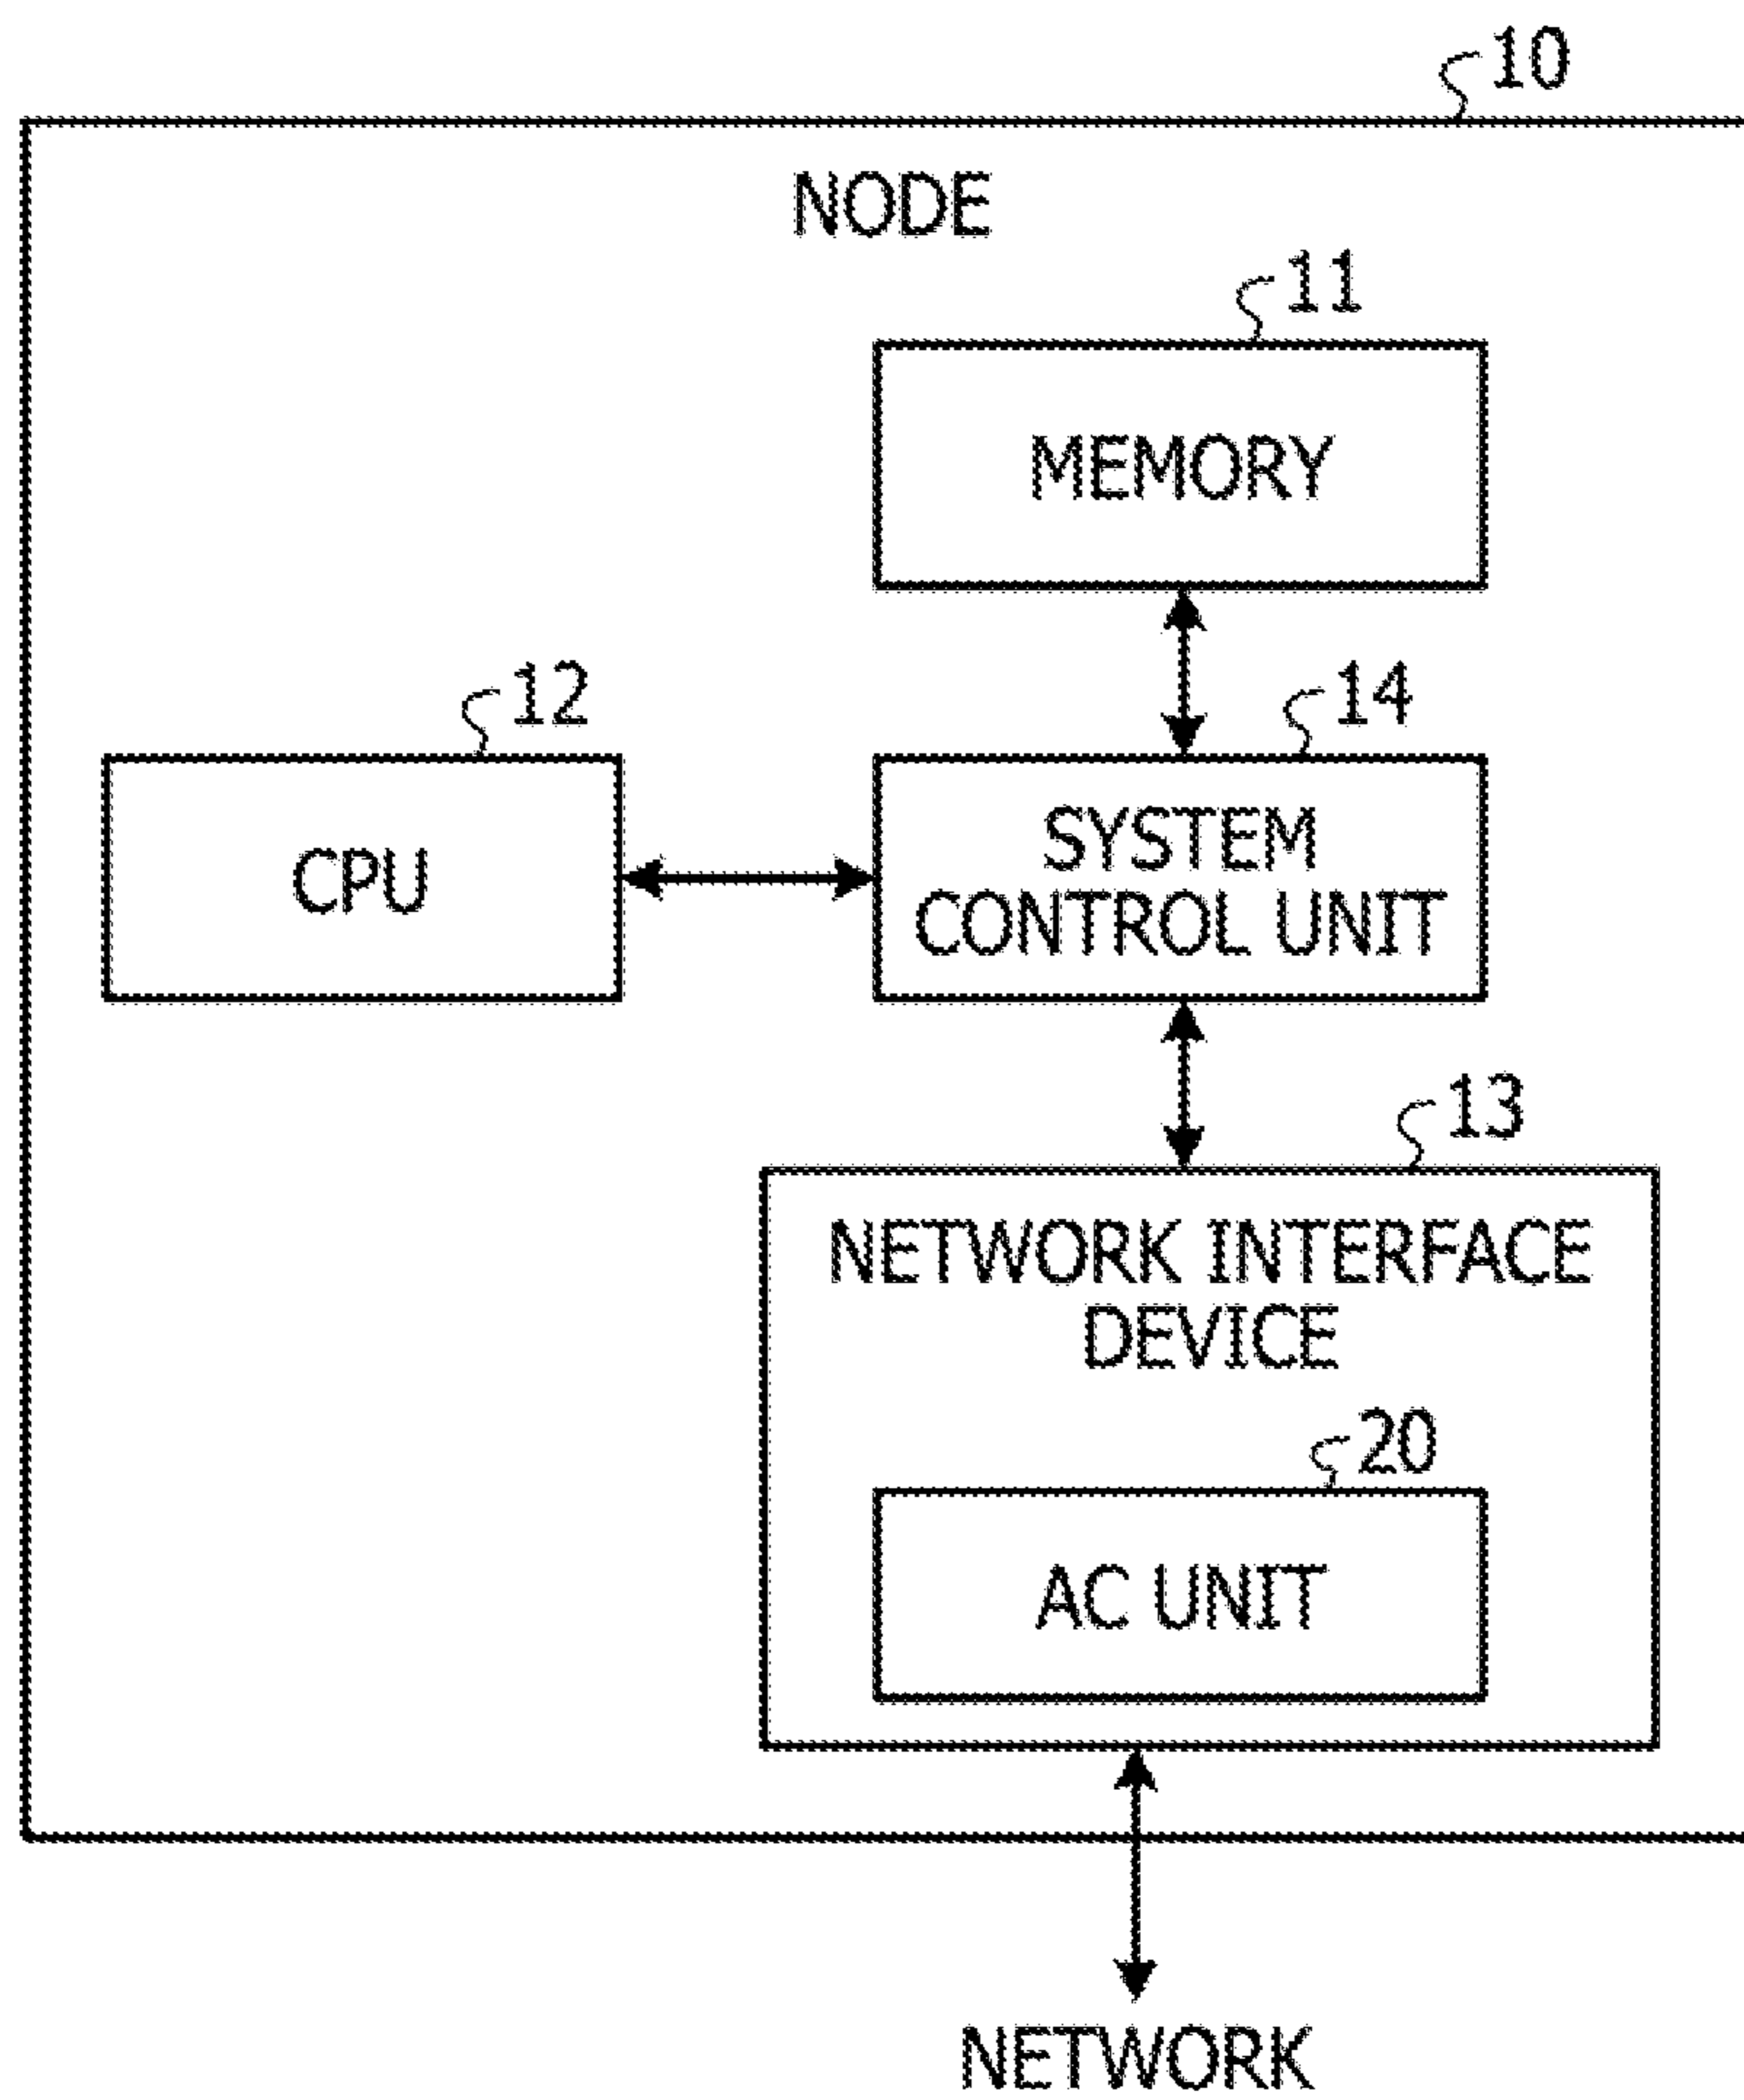 10
NODE
11
MEMORY
12
14
CPU
SYSTEM
CONTROL UNIT
13
NETWORK INTERFACE
DEVICE
20
AC UNIT
NETWORK